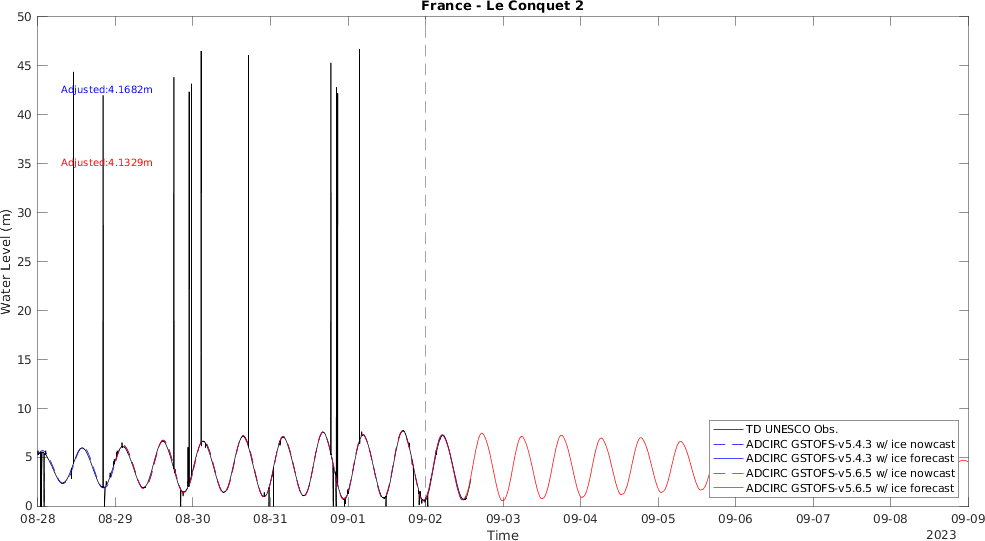 France - Le Conquet 2
50
45
40
35
30
25
20
15
10
5
0
Water Level (m)
Adjusted:4.1682m
Adjusted:4.1329m
TD UNESCO Obs.
ADCIRC GSTOFS-v5.4.3 w/ ice nowcast
ADCIRC GSTOFS-v5.4.3 w/ ice forecast
ADCIRC GSTOFS-v5.6.5 w/ ice nowcast
ADCIRC GSTOFS-v5.6.5 w/ ice forecast
08-28 08-29 08-30 08-31 09-01 09-02 09-03 09-04 09-05 09-06 09-07 09-08 09-09
Time
2023